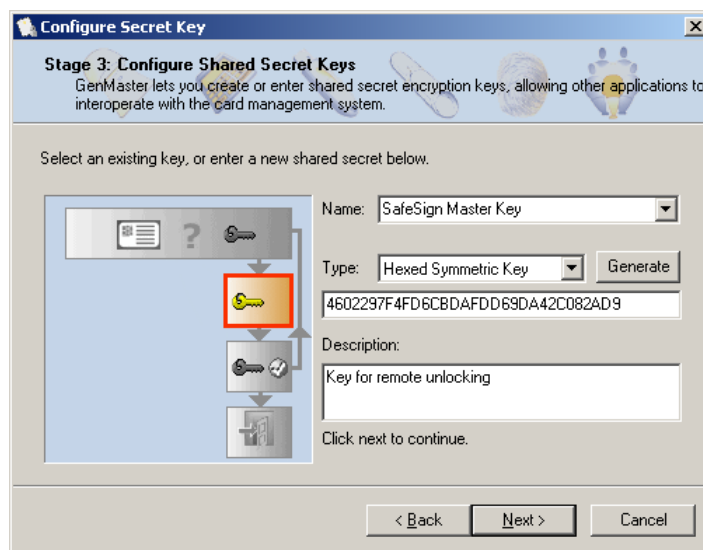 Configure Secret Key
Stage 3: Configure Shared Secret Keys
GenMaster lets you create or enter shared secret encryption keys, allowing other applications to
interoperate with the card management system.
Select an existing key, or enter a new shared secret below.
Name: SafeSign Master Key
Type: Hexed Symmetric Key Generate
4602297F4FD6CBDAFDD69DA42C082AD9
Description:
Key for remote unlocking
Click next to continue.
< Back Next > Cancel